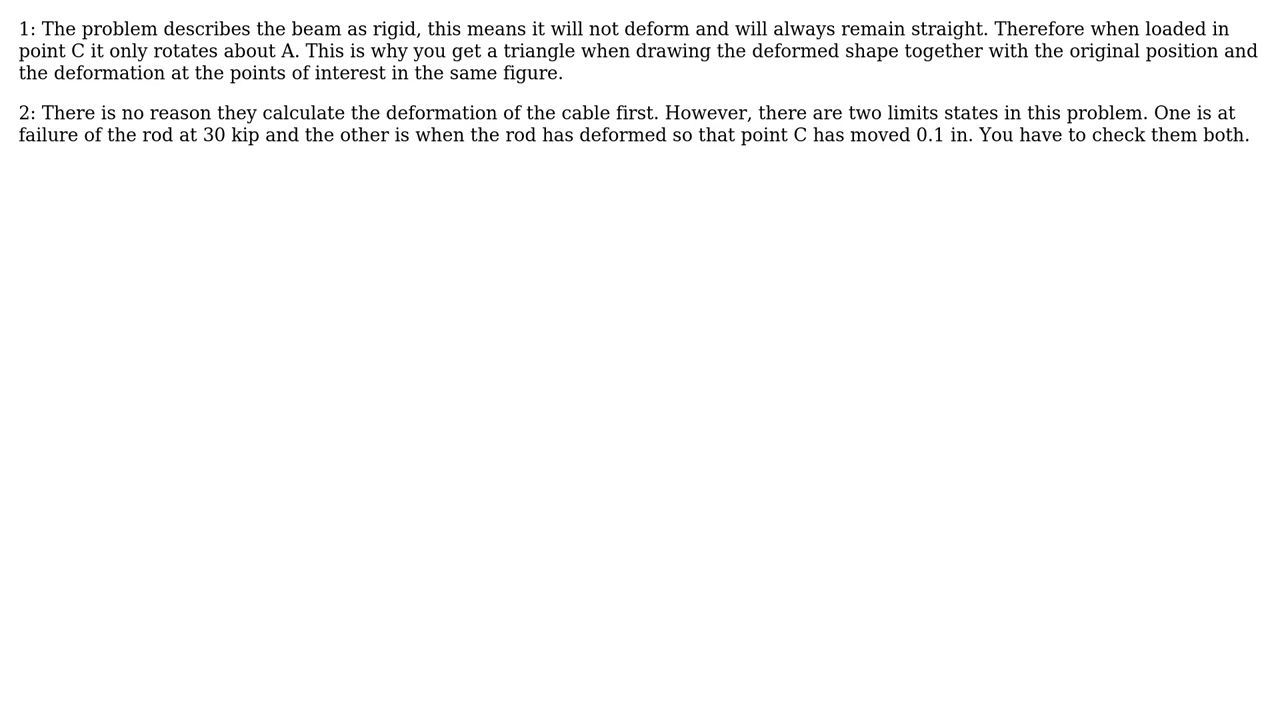 1: The problem describes the beam as rigid, this means it will not deform and will always remain straight. Therefore when loaded in
point C it only rotates about A. This is why you get a triangle when drawing the deformed shape together with the original position and
the deformation at the points of interest in the same figure.
2: There is no reason they calculate the deformation of the cable first. However, there are two limits states in this problem. One is at
failure of the rod at 30 kip and the other is when the rod has deformed so that point C has moved 0.1 in. You have to check them both.